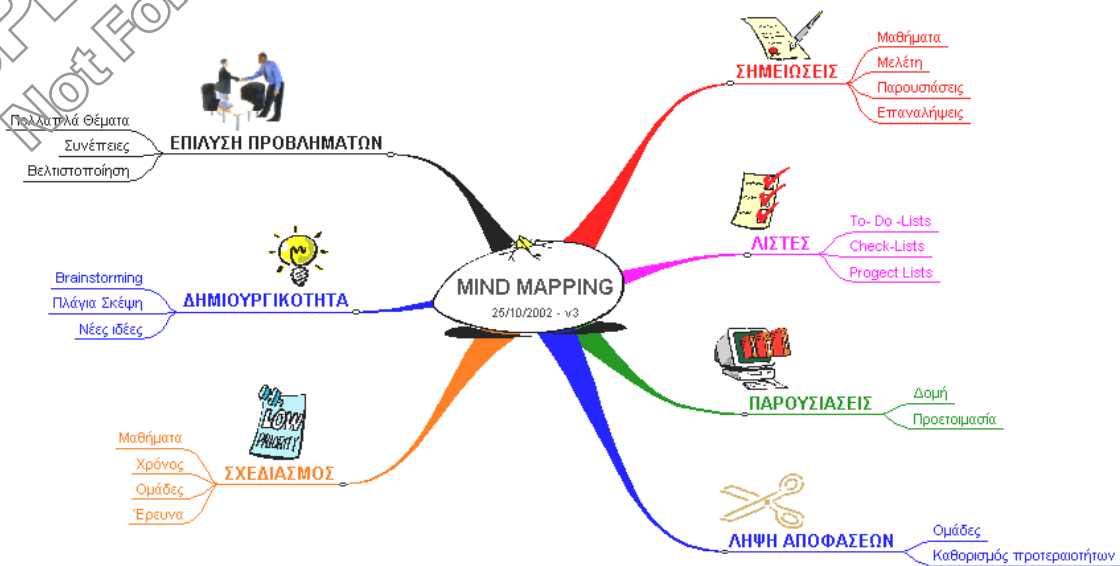 Not For
ΣΗΜΕΙΩΣΕΙΣ
Μαθήματα
Μελέτη
Παρουσιάσεις
Επαναλήψεις
ΕΠΙΛΥΣΗ ΠΡΟΒΛΗΜΑΤΩΝ
Πολλαπλά Θέματα
Συνέπειες
Βελτιστοποίηση
ΛΙΣΤΕΣ
To- Do -Lists
Check-Lists
Progect Lists
MIND MAPPING
25/10/2002 - v3
ΔΗΜΙΟΥΡΓΙΚΟΤΗΤΑ
Brainstorming
Πλάγια Σκέψη
Νέες ιδέες
ΠΑΡΟΥΣΙΑΣΕΙΣ
Δομή
Προετοιμασία
LOW
PRIORITY
ΣΧΕΔΙΑΣΜΟΣ
Μαθήματα
Χρόνος
Ομάδες
Έρευνα
ΛΗΨΗ ΑΠΟΦΑΣΕΩΝ
Ομάδες
Καθορισμός προτεραιοτήτων